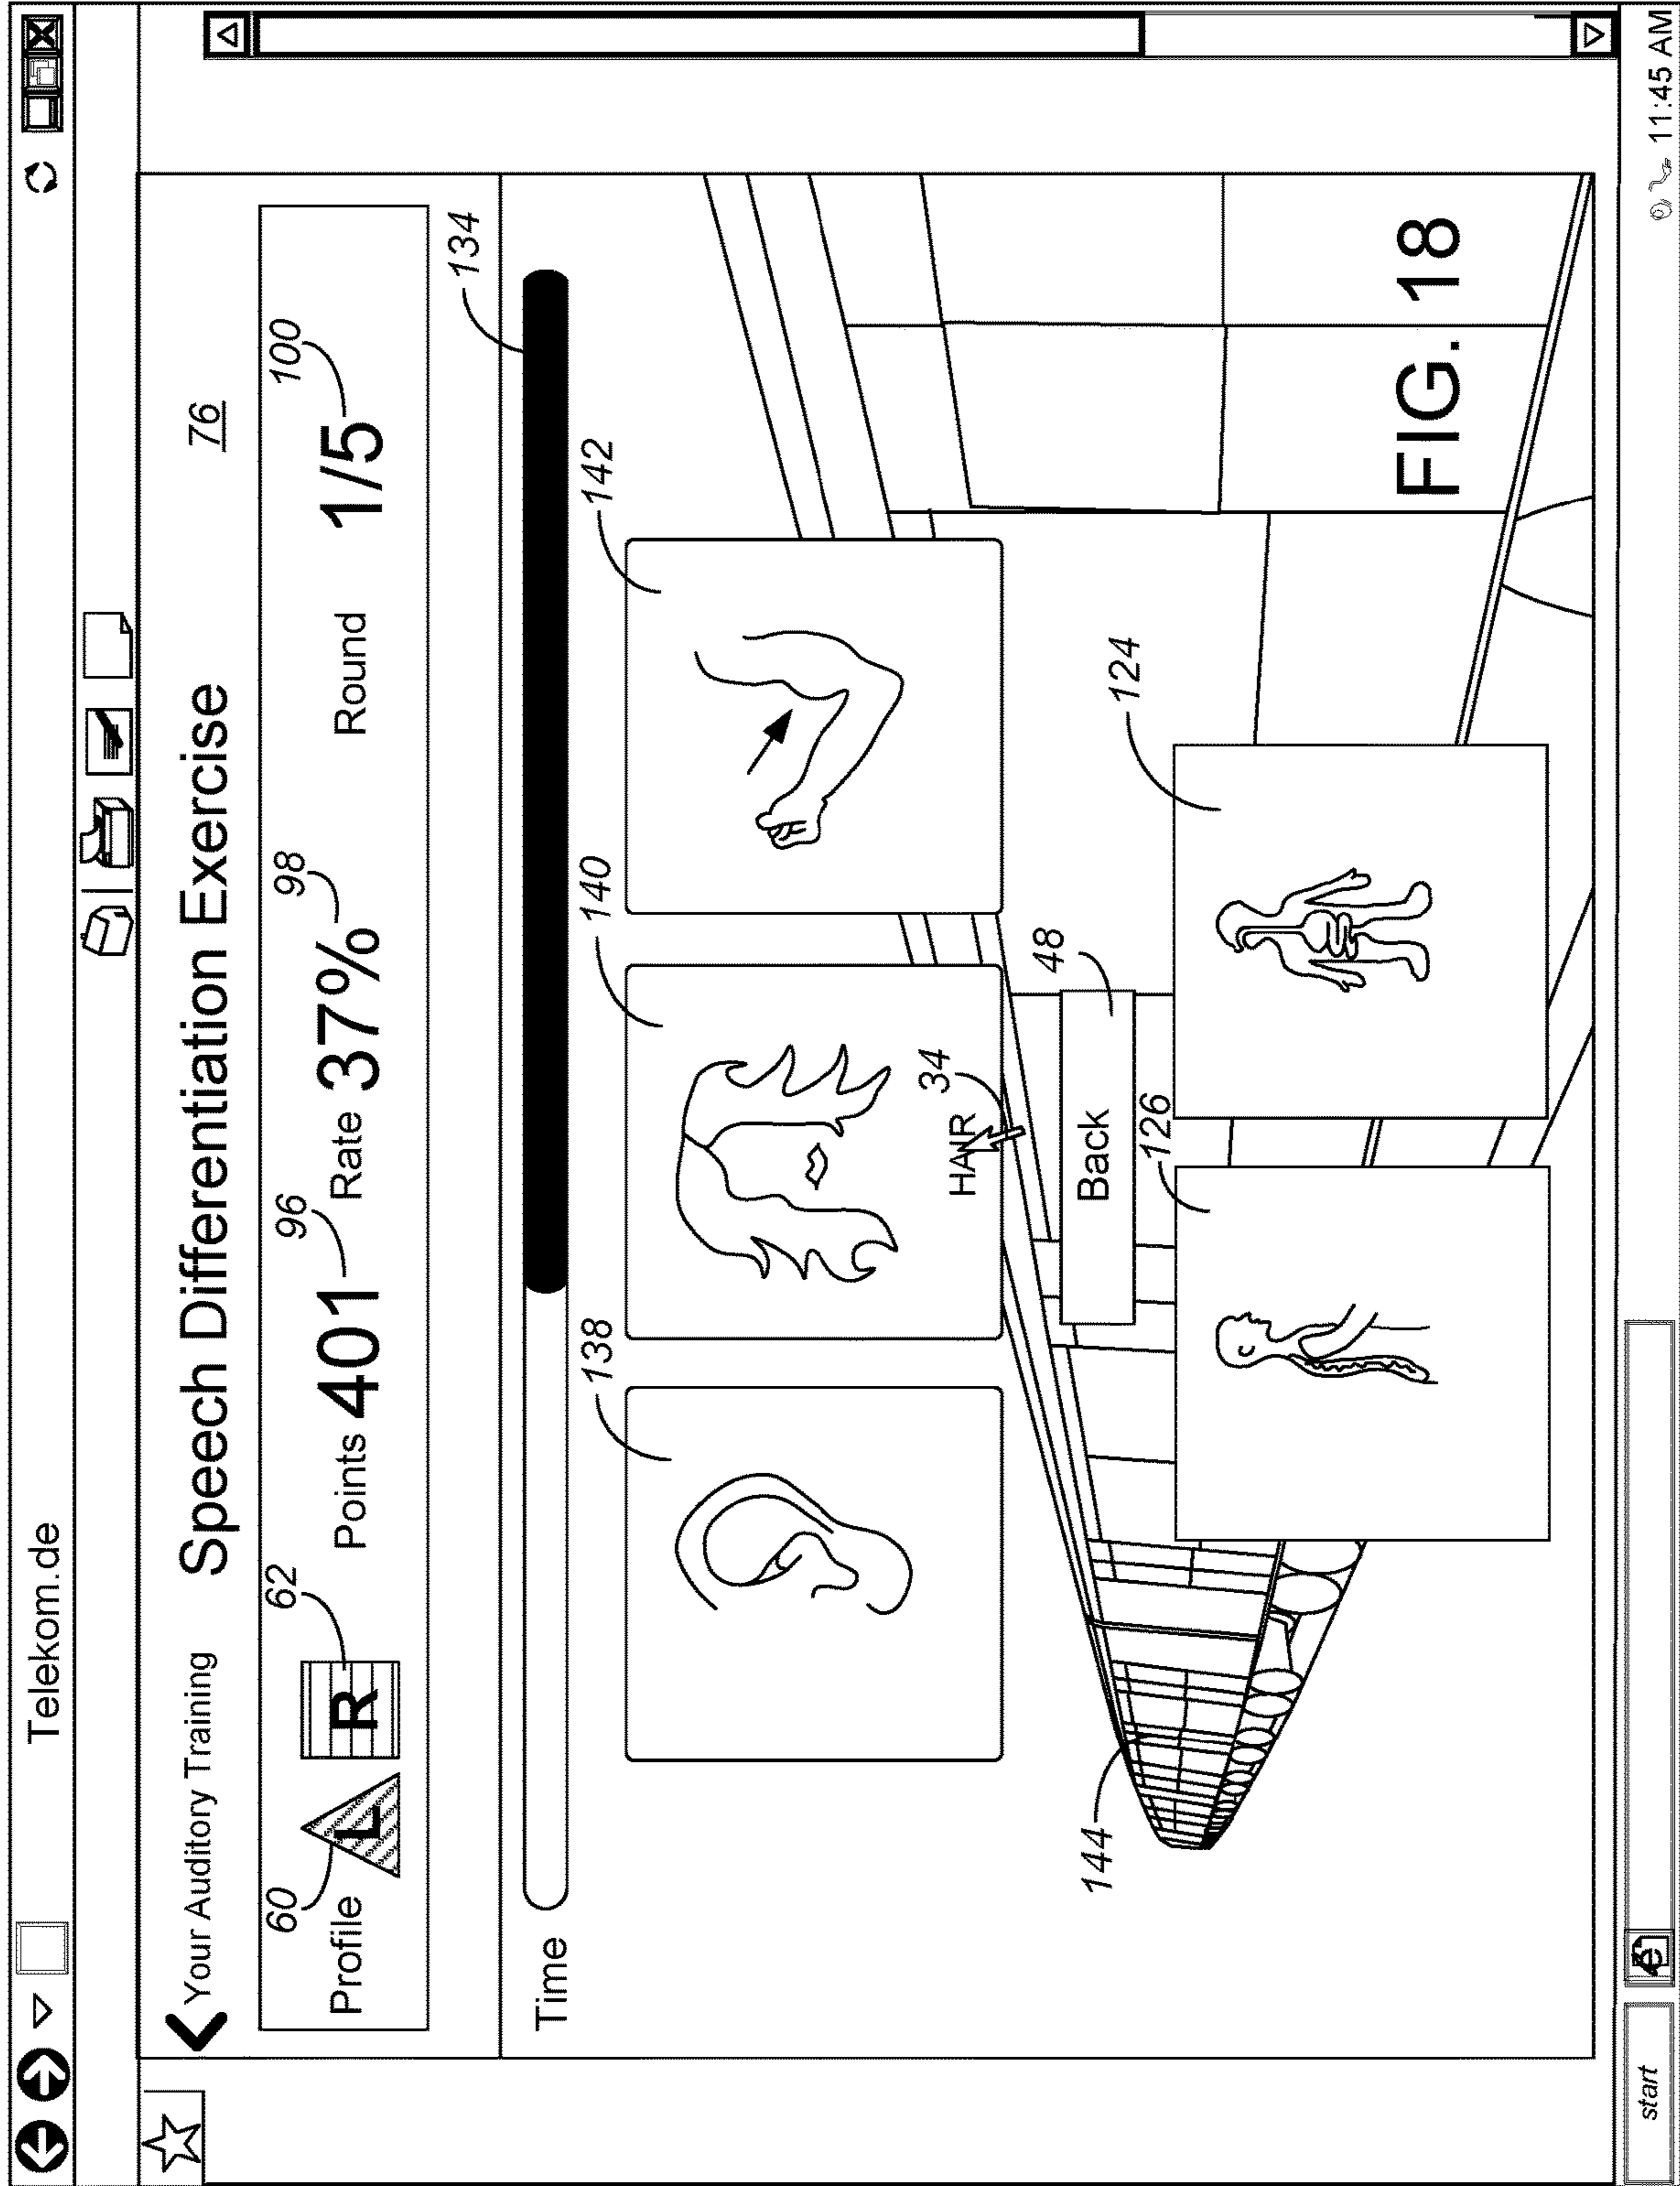 Telekom.de
Your Auditory Training Speech Differentiation Exercise 76
60 62 96 98 100
Profile L R Points 401 Rate 37% Round 1/5
134
Time
138 140 142
HAIR 34
48
Back
144 126 124
FIG. 18
start e 11:45 AM